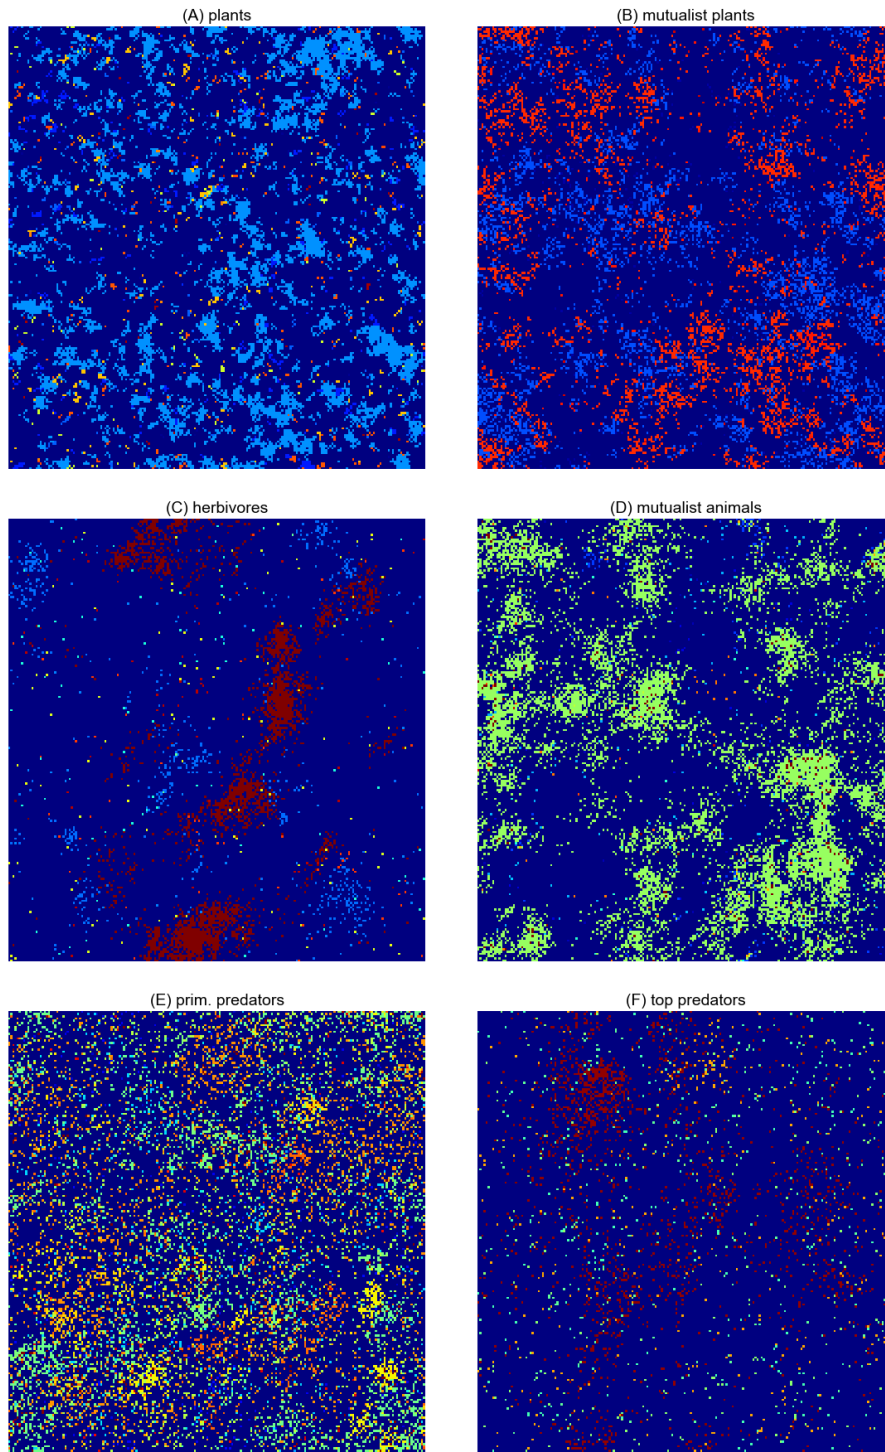 (A) plants
(B) mutualist plants
(C) herbivores
(D) mutualist animals
(E) prim. predators
(F) top predators